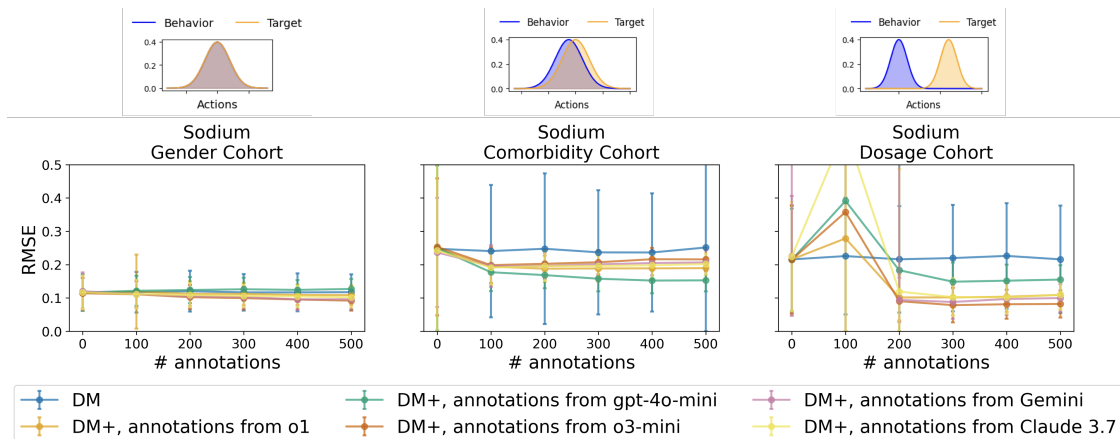 Behavior Target
0.4
0.0
Actions
Behavior Target
0.4
0.2
0.0
Actions
Behavior Target
0.4
0.2
0.0
Actions
Sodium
Gender Cohort
Sodium
Comorbidity Cohort
Sodium
Dosage Cohort
RMSE
0.5
0.4
0.3
0.2
0.1
0.0
0 100 200 300 400 500
# annotations
0 100 200 300 400 500
# annotations
0 100 200 300 400 500
# annotations
DM
DM+, annotations from o1
DM+, annotations from gpt-4o-mini
DM+, annotations from o3-mini
DM+, annotations from Gemini
DM+, annotations from Claude 3.7